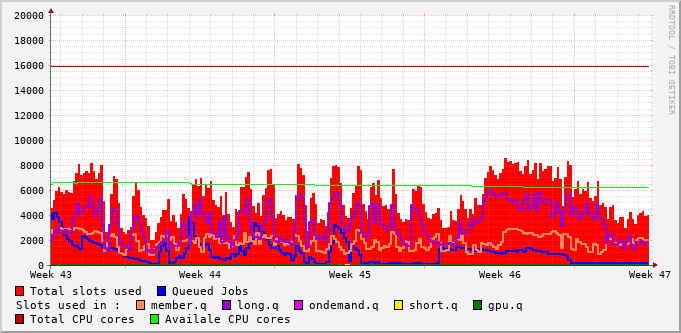 RRDTOOL / TOBI OETIKER
20000
18000
16000
14000
12000
10000
8000
6000
4000
2000
0
Week 43 Week 44 Week 45 Week 46 Week 47
Total slots used Queued Jobs
Slots used in : member.q long.q ondemand.q short.q gpu.q
Total CPU cores Availale CPU cores